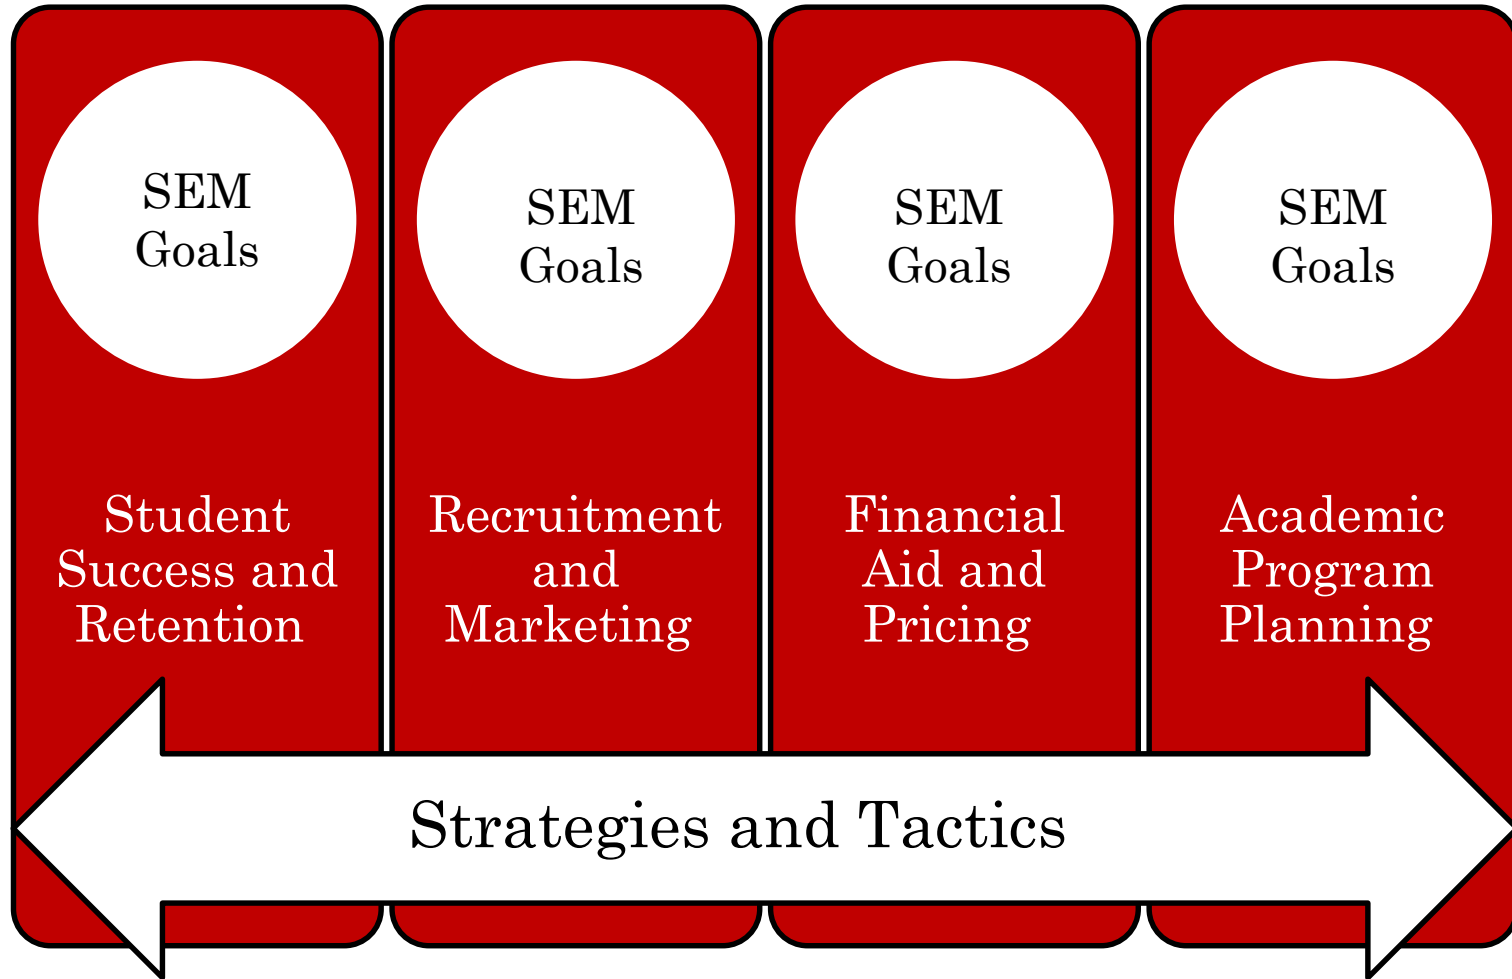 SEM
Goals
SEM
Goals
SEM
Goals
SEM
Goals
Student
Success and
Retention
Recruitment
and
Marketing
Financial
Aid and
Pricing
Academic
Program
Planning
Strategies and Tactics